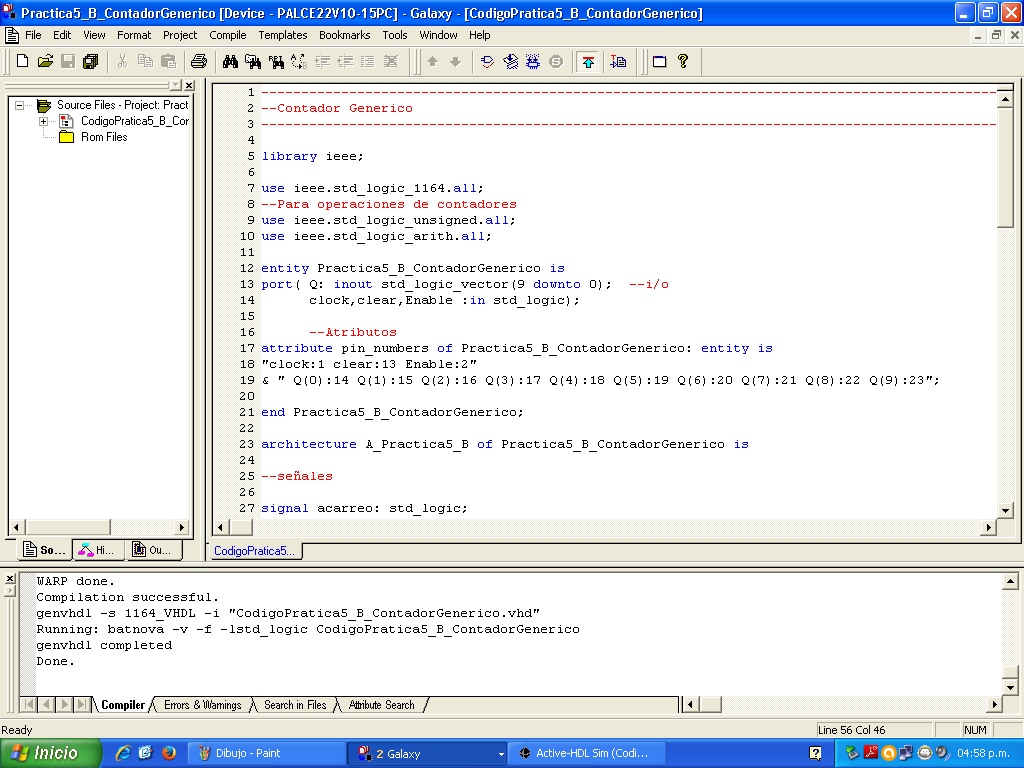 Practica5_B_ContadorGenerico [Device - PALCE22V10-15PC] - Galaxy - [CodigoPratica5_B_ContadorGenerico]
File Edit View Format Project Compile Templates Bookmarks Tools Window Help
Source Files - Project: Pract
CodigoPratica5_B_Cor
Rom Files
1
2 --Contador Generico
3
4
5 library ieee;
6
7 use ieee.std_logic_1164.all;
8 --Para operaciones de contadores
9 use ieee.std_logic_unsigned.all;
10 use ieee.std_logic_arith.all;
11
12 entity Practica5_B_ContadorGenerico is
13 port( Q: inout std_logic_vector(9 downto 0);  --i/o
14 clock,clear,Enable :in std_logic);
15
16 --Atributos
17 attribute pin_numbers of Practica5_B_ContadorGenerico: entity is
18 "clock:1 clear:13 Enable:2"
19 & " Q(0):14 Q(1):15 Q(2):16 Q(3):17 Q(4):18 Q(5):19 Q(6):20 Q(7):21 Q(8):22 Q(9):23";
20
21 end Practica5_B_ContadorGenerico;
22
23 architecture A_Practica5_B of Practica5_B_ContadorGenerico is
24
25 --señales
26
27 signal acarreo: std_logic;
So... Hi... Ou...
CodigoPratica5...
WARP done.
Compilation successful.
genvhdl -s 1164_VHDL -i "CodigoPratica5_B_ContadorGenerico.vhd"
Running: batnova -v -f -lstd_logic CodigoPratica5_B_ContadorGenerico
genvhdl completed
Done.
Compiler Errors & Warnings Search in Files Attribute Search
Ready Line 56 Col 46 NUM
Inicio Dibujo - Paint 2 Galaxy Active-HDL Sim (Codi... 04:58 p.m.